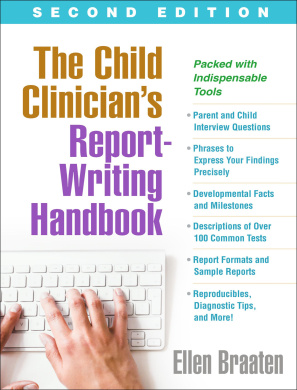 SECOND EDITION
The Child
Clinician's
Report-
Writing
Handbook
Packed with
Indispensable
Tools
• Parent and Child
Interview Questions
• Phrases to
Express Your Findings
Precisely
• Developmental Facts
and Milestones
• Descriptions of Over
100 Common Tests
• Report Formats and
Sample Reports
• Reproducibles,
Diagnostic Tips,
and More!
Ellen Braaten